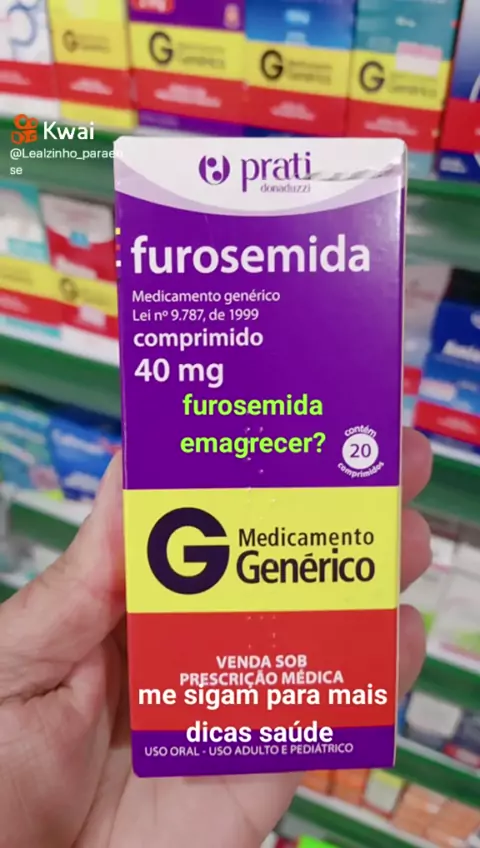 Kwai
@Lealzinho_paraen
se
prati
donaduzzi
furosemida
Medicamento genérico
Lei nº 9.787, de 1999
comprimido
40 mg
furosemida
emagrecer?
contém
20
comprimidos
G Medicamento
Genérico
VENDA SOB
PRESCRIÇÃO MÉDICA
me sigam para mais
dicas saúde
USO ORAL - USO ADULTO E PEDIÁTRICO